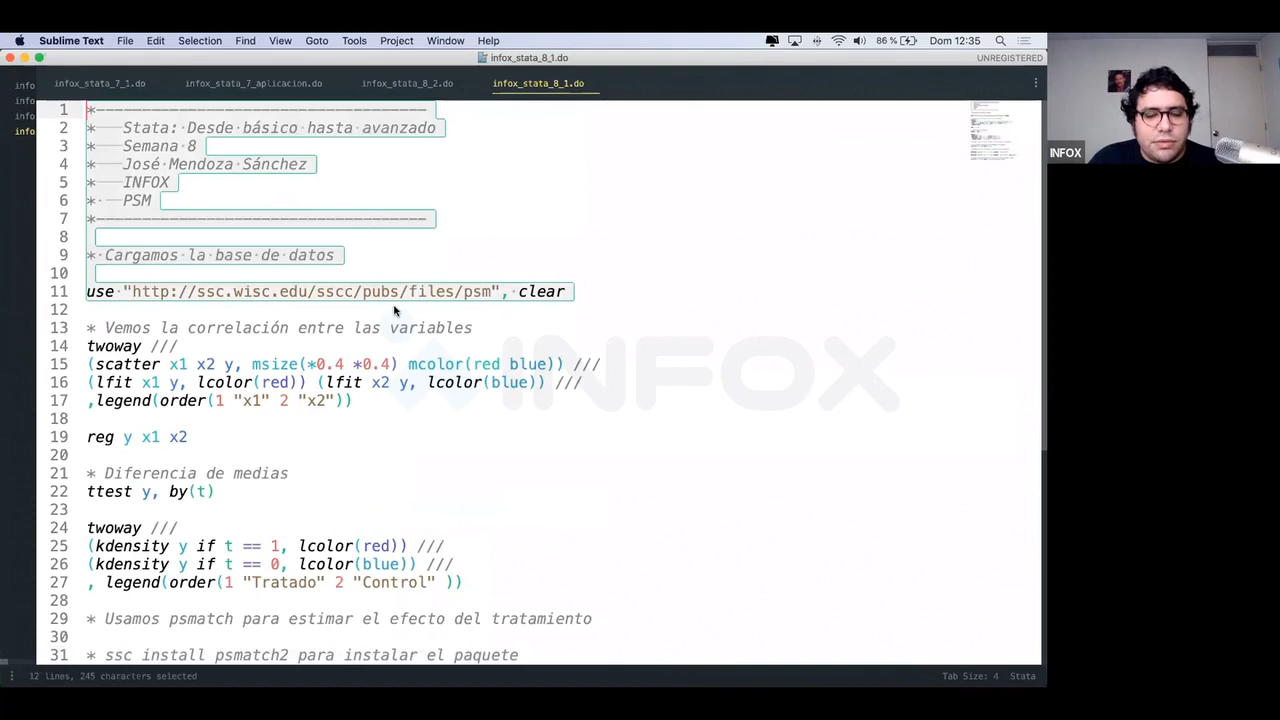 Sublime Text File Edit Selection Find View Goto Tools Project Window Help 86 % Dom 12:35
infox_stata_8_1.do UNREGISTERED
info infox_stata_7_1.do infox_stata_7_aplicacion.do infox_stata_8_2.do infox_stata_8_1.do
info
info
info
1 *------------------------------------
2 * Stata: Desde básico hasta avanzado
3 * Semana 8
4 * José Mendoza Sánchez
5 * INFOX
6 * PSM
7 *------------------------------------
8
9 * Cargamos la base de datos
10
11 use "http://ssc.wisc.edu/sscc/pubs/files/psm", clear
12
13 * Vemos la correlación entre las variables
14 twoway ///
15 (scatter x1 x2 y, msize(*0.4 *0.4) mcolor(red blue)) ///
16 (lfit x1 y, lcolor(red)) (lfit x2 y, lcolor(blue)) ///
17 ,legend(order(1 "x1" 2 "x2"))
18
19 reg y x1 x2
20
21 * Diferencia de medias
22 ttest y, by(t)
23
24 twoway ///
25 (kdensity y if t == 1, lcolor(red)) ///
26 (kdensity y if t == 0, lcolor(blue)) ///
27 , legend(order(1 "Tratado" 2 "Control" ))
28
29 * Usamos psmatch para estimar el efecto del tratamiento
30
31 * ssc install psmatch2 para instalar el paquete
12 lines, 245 characters selected Tab Size: 4 Stata
INFOX
INFOX